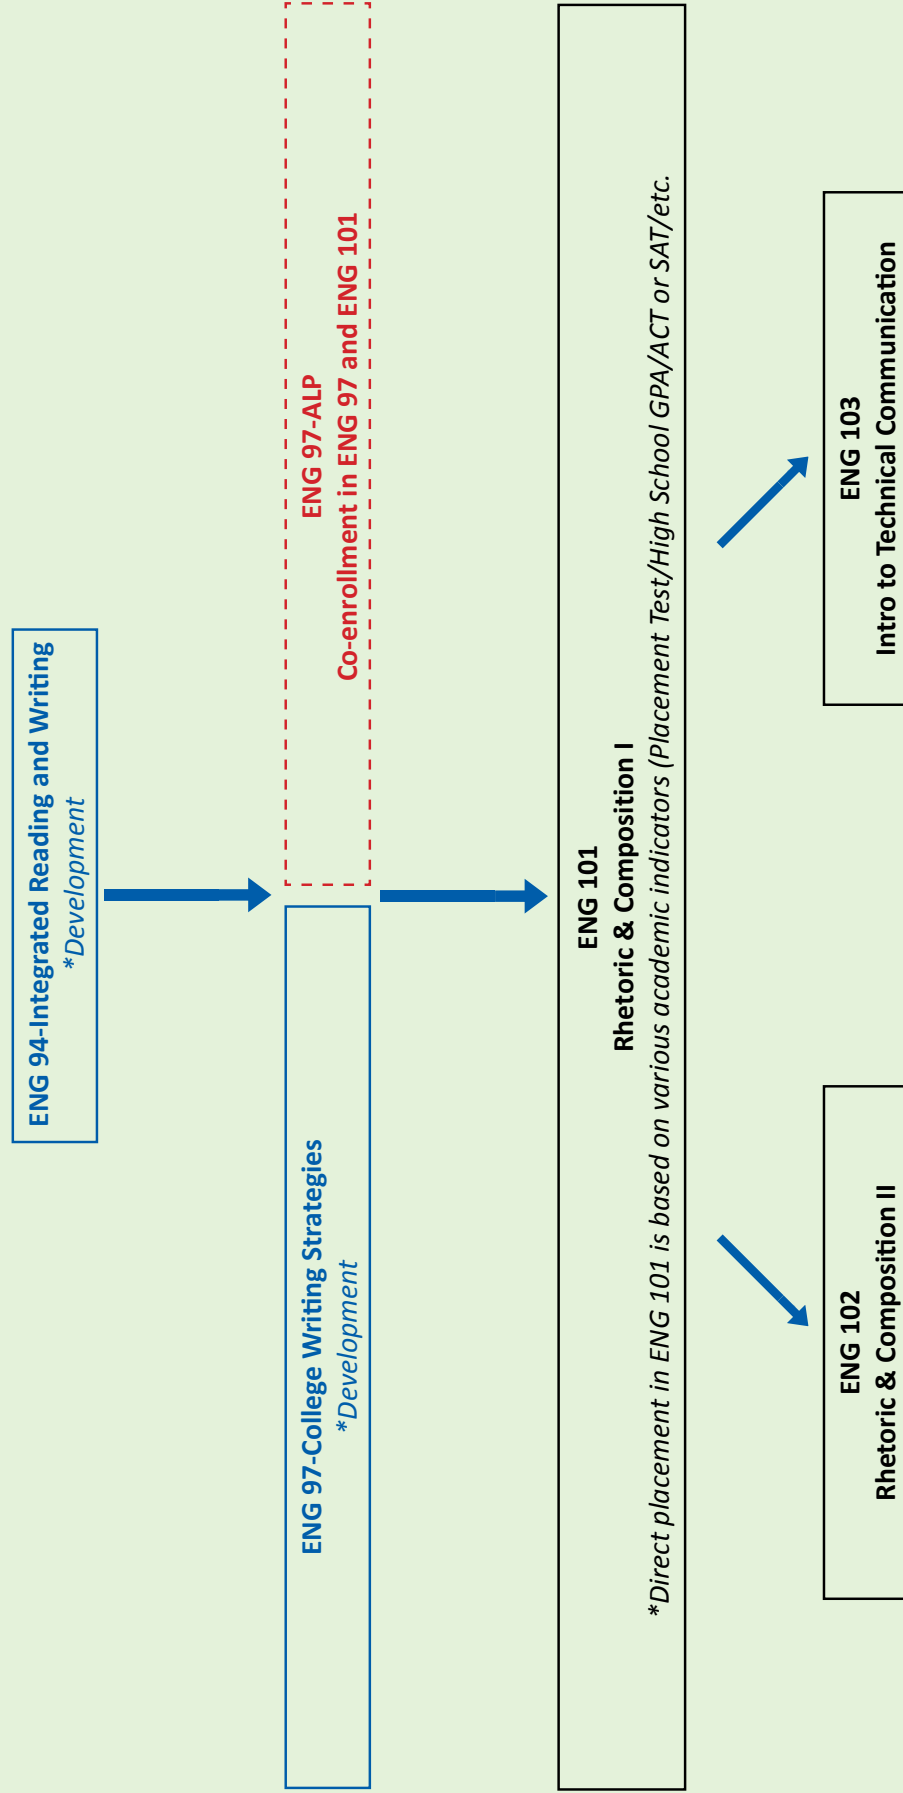 ENG 94-Integrated Reading and Writing
*Development
ENG 97-College Writing Strategies
*Development
ENG 97-ALP
Co-enrollment in ENG 97 and ENG 101
ENG 101
Rhetoric & Composition I
*Direct placement in ENG 101 is based on various academic indicators (Placement Test/High School GPA/ACT or SAT/etc.
ENG 102
Rhetoric & Composition II
ENG 103
Intro to Technical Communication